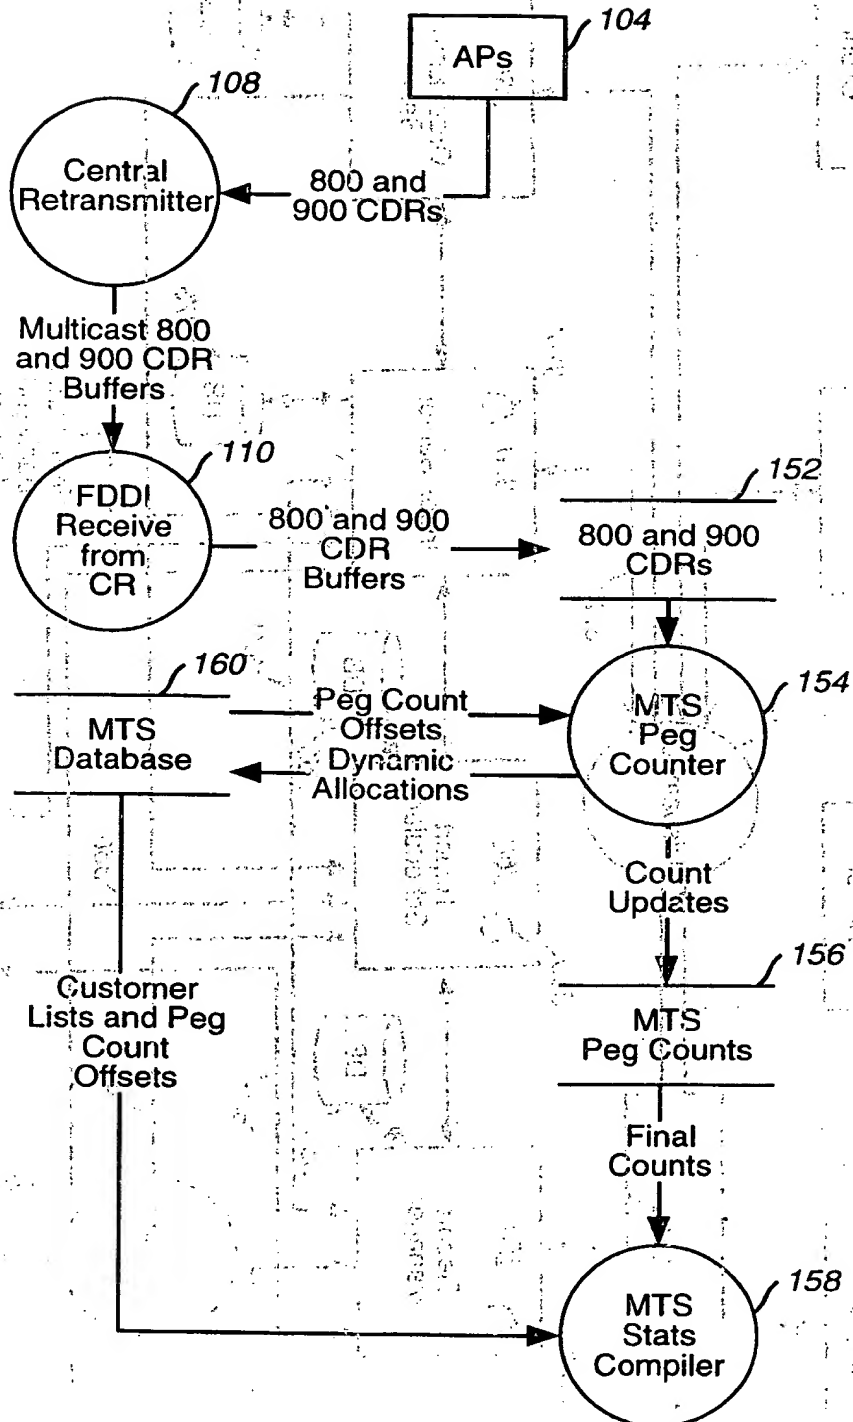 104
APs
108
Central
Retransmitter
800 and
900 CDRs
Multicast 800
and 900 CDR
Buffers
110
FDDI
Receive
from
CR
800 and 900
CDR
Buffers
152
800 and 900
CDRs
160
MTS
Database
Peg Count
Offsets
Dynamic
Allocations
154
MTS
Peg
Counter
Count
Updates
156
MTS
Peg Counts
Customer
Lists and Peg
Count
Offsets
Final
Counts
158
MTS
Stats
Compiler